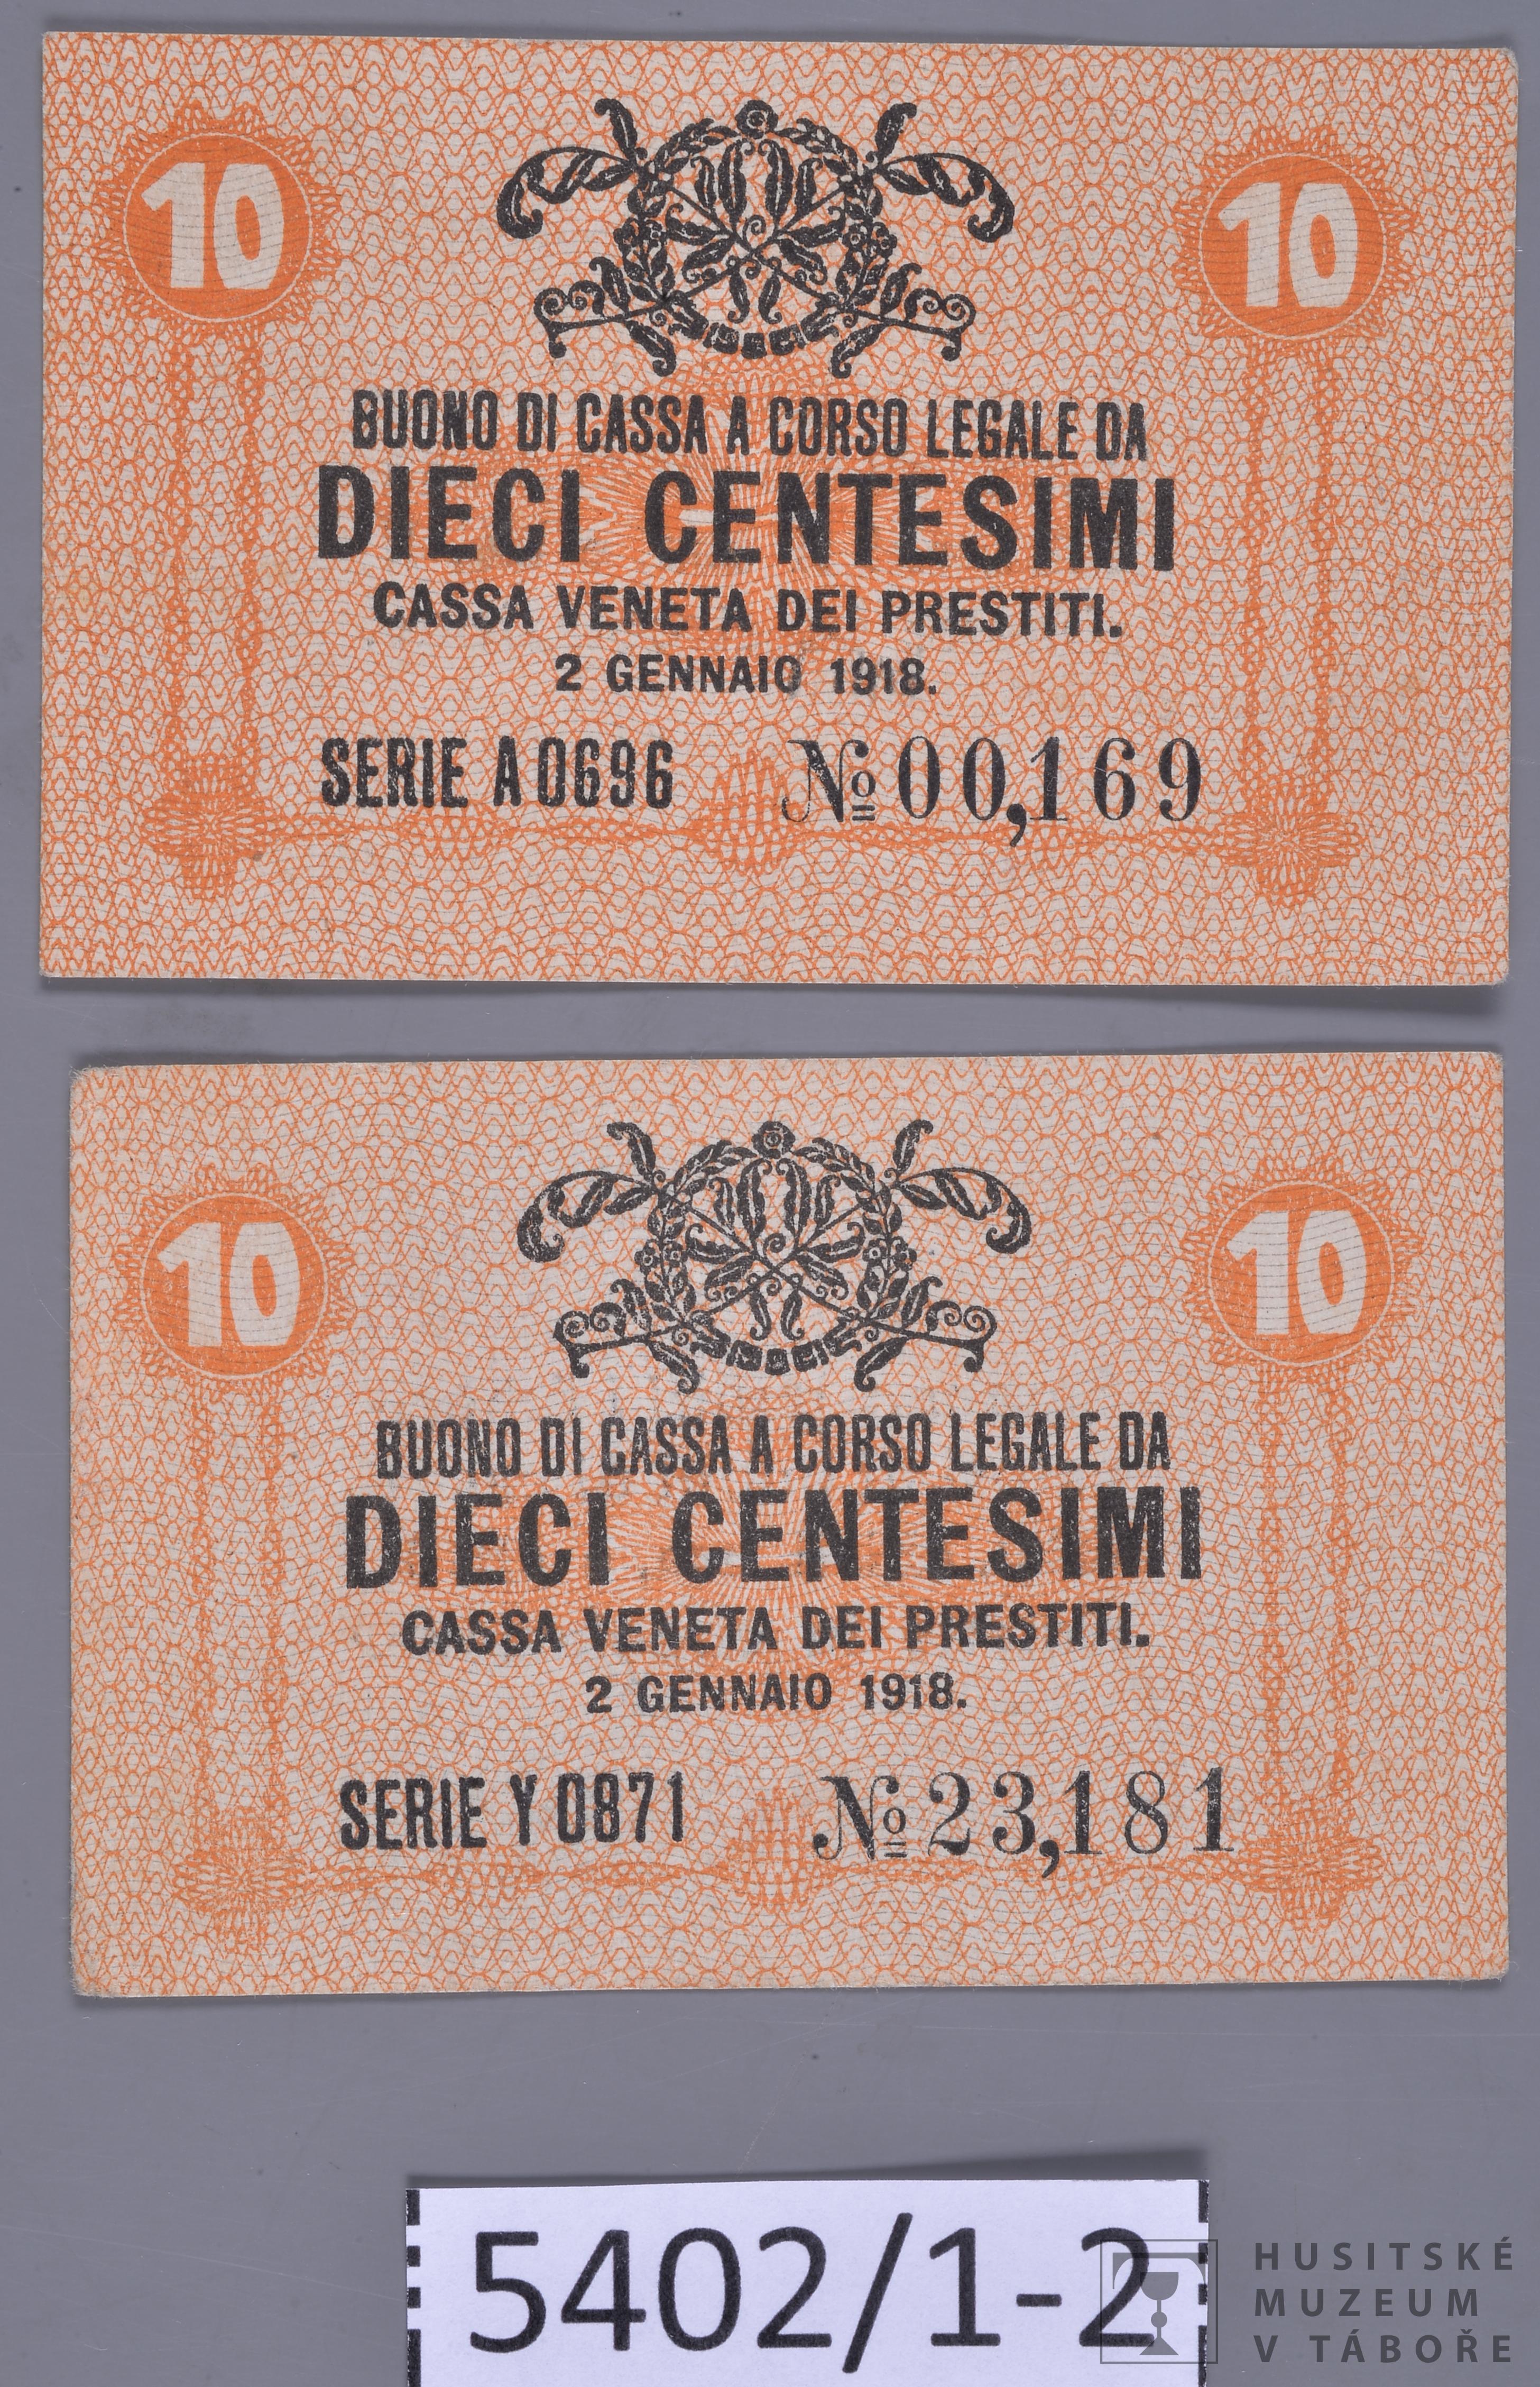 10 10
BUONO DI CASSA A CORSO LEGALE DA
DIECI CENTESIMI
CASSA VENETA DEI PRESTITI.
2 GENNAIO 1918.
SERIE A 0696 No 00,169
10 10
BUONO DI CASSA A CORSO LEGALE DA
DIECI CENTESIMI
CASSA VENETA DEI PRESTITI.
2 GENNAIO 1918.
SERIE Y 0871 No 23,181
5402/1-2
HUSITSKÉ
MUZEUM
V TÁBOŘE